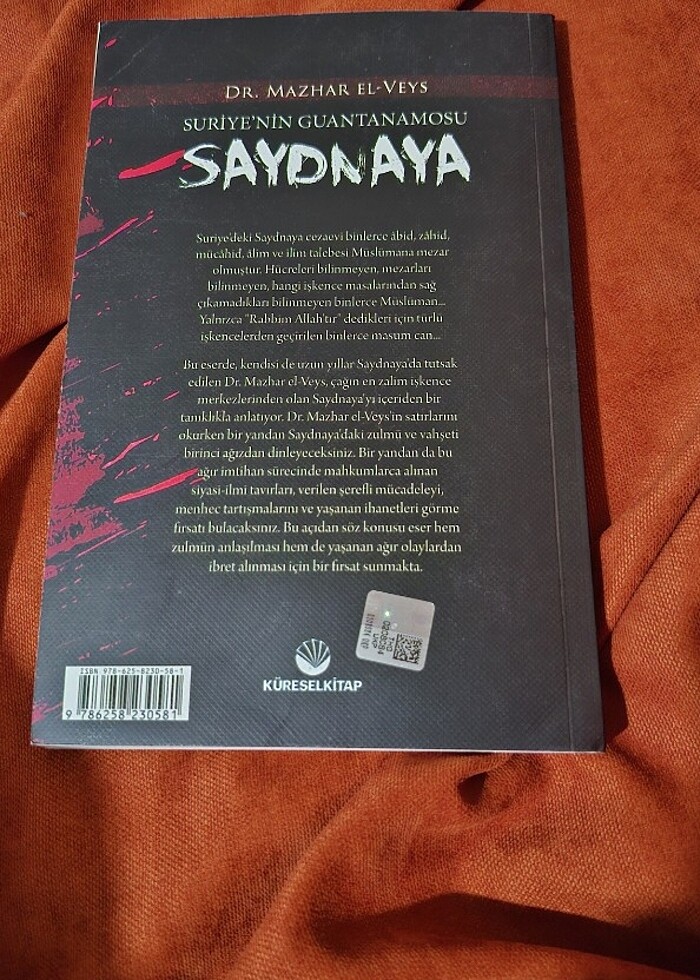 DR. MAZHAR EL-VEYS
SURİYE'NİN GUANTANAMOSU
SAYDNAYA
Suriye'deki Saydnaya cezaevi binlerce âbid, zâhid,
mücâhid, âlim ve ilim talebesi Müslümana mezar
olmuştur. Hücreleri bilinmeyen, mezarları
bilinmeyen, hangi işkence masalarından sağ
çıkamadıkları bilinmeyen binlerce Müslüman...
Yalnızca "Rabbim Allah'tır" dedikleri için türlü
işkencelerden geçirilen binlerce masum can...
Bu eserde, kendisi de uzun yıllar Saydnaya'da tutsak
edilen Dr. Mazhar el-Veys, çağın en zalim işkence
merkezlerinden olan Saydnaya'yı içeriden bir
tanıklıkla anlatıyor. Dr. Mazhar el-Veys'in satırlarını
okurken bir yandan Saydnaya'daki zulmü ve vahşeti
birinci ağızdan dinleyeceksiniz. Bir yandan da bu
ağır imtihan sürecinde mahkumlarca alınan
siyasi-ilmi tavırları, verilen şerefli mücadeleyi,
menhec tartışmalarını ve yaşanan ihanetleri görme
fırsatı bulacaksınız. Bu açıdan söz konusu eser hem
zulmün anlaşılması hem de yaşanan ağır olaylardan
ibret alınması için bir fırsat sunmakta.
KÜRESELKİTAP
ISBN 978-625-8230-58-1
9 786258 230581